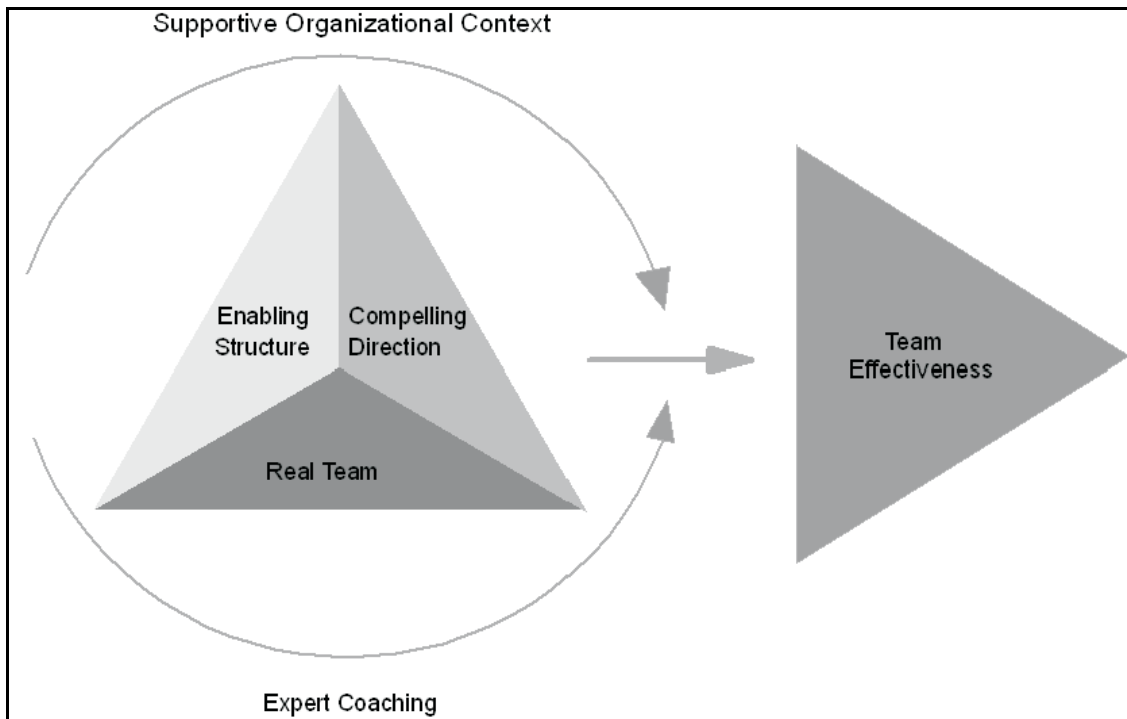 Supportive Organizational Context
Enabling
Structure
Compelling
Direction
Real Team
Team
Effectiveness
Expert Coaching